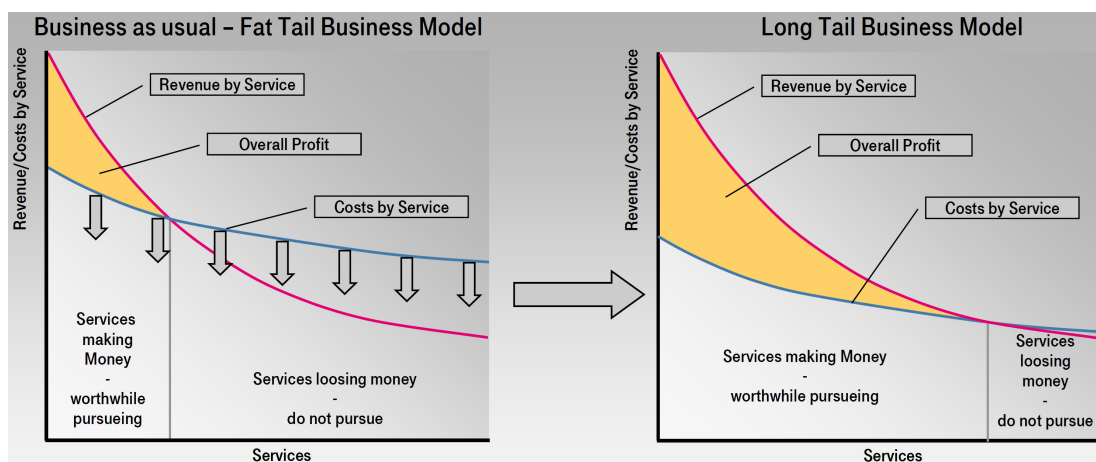 Business as usual – Fat Tail Business Model
Revenue/Costs by Service
Revenue by Service
Overall Profit
Costs by Service
Services
making
Money
-
worthwhile
pursueing
Services loosing money
-
do not pursue
Services
Long Tail Business Model
Revenue/Costs by Service
Revenue by Service
Overall Profit
Costs by Service
Services making Money
-
worthwhile pursueing
Services
loosing
money
-
do not pursue
Services